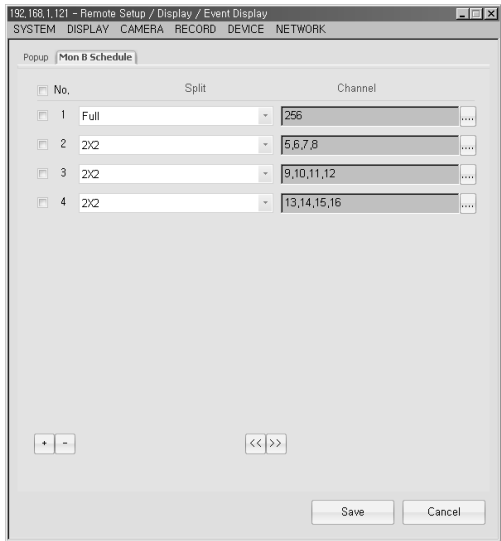 192,168,1,121 - Remote Setup / Display / Event Display
SYSTEM DISPLAY CAMERA RECORD DEVICE NETWORK
Popup Mon B Schedule
No, Split Channel
1 Full 256 ....
2 2X2 5,6,7,8 ....
3 2X2 9,10,11,12 ....
4 2X2 13,14,15,16 ....
+ - << >>
Save Cancel